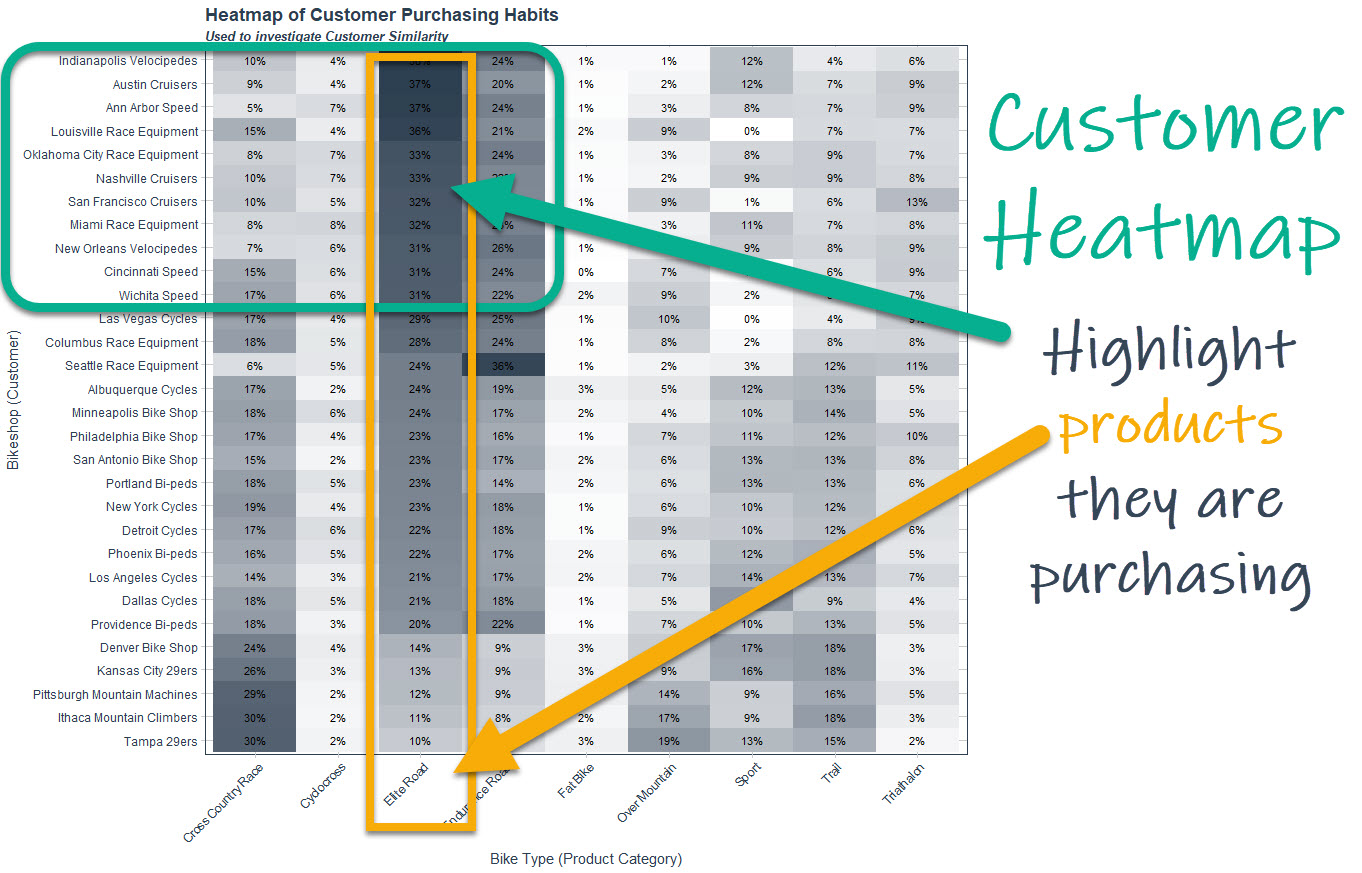 Heatmap of Customer Purchasing Habits
Used to investigate Customer Similarity
Indianapolis Velocipedes 10% 4% 24% 1% 1% 12% 4% 6%
Austin Cruisers 9% 4% 37% 20% 1% 2% 12% 7% 9%
Ann Arbor Speed 5% 7% 37% 24% 1% 3% 8% 7% 9%
Louisville Race Equipment 15% 4% 36% 21% 2% 9% 0% 7% 7%
Oklahoma City Race Equipment 8% 7% 33% 24% 1% 3% 8% 9% 7%
Nashville Cruisers 10% 7% 33% 1% 2% 9% 9% 8%
San Francisco Cruisers 10% 5% 32% 1% 9% 1% 6% 13%
Miami Race Equipment 8% 8% 32% 3% 11% 7% 8%
New Orleans Velocipedes 7% 6% 31% 26% 1% 9% 8% 9%
Cincinnati Speed 15% 6% 31% 24% 0% 7% 6% 9%
Wichita Speed 17% 6% 31% 22% 2% 9% 2% 7%
Las Vegas Cycles 17% 4% 29% 25% 1% 10% 0% 4%
Columbus Race Equipment 18% 5% 28% 24% 1% 8% 2% 8% 8%
Seattle Race Equipment 6% 5% 24% 36% 1% 2% 3% 12% 11%
Albuquerque Cycles 17% 2% 24% 19% 3% 5% 12% 13% 5%
Minneapolis Bike Shop 18% 6% 24% 17% 2% 4% 10% 14% 5%
Philadelphia Bike Shop 17% 4% 23% 16% 1% 7% 11% 12% 10%
San Antonio Bike Shop 15% 2% 23% 17% 2% 6% 13% 13% 8%
Portland Bi-peds 18% 5% 23% 14% 2% 6% 13% 13% 6%
New York Cycles 19% 4% 23% 18% 1% 6% 10% 12%
Detroit Cycles 17% 6% 22% 18% 1% 9% 10% 12% 6%
Phoenix Bi-peds 16% 5% 22% 17% 2% 6% 12% 5%
Los Angeles Cycles 14% 3% 21% 17% 2% 7% 14% 13% 7%
Dallas Cycles 18% 5% 21% 18% 1% 5% 9% 4%
Providence Bi-peds 18% 3% 20% 22% 1% 7% 10% 13% 5%
Denver Bike Shop 24% 4% 14% 9% 3% 17% 18% 3%
Kansas City 29ers 26% 3% 13% 9% 3% 9% 16% 18% 3%
Pittsburgh Mountain Machines 29% 2% 12% 9% 14% 9% 16% 5%
Ithaca Mountain Climbers 30% 2% 11% 8% 2% 17% 9% 18% 3%
Tampa 29ers 30% 2% 10% 3% 19% 13% 15% 2%
Bikeshop (Customer)
Cross Country Race
Cyclocross
Elite Road
Fat Bike
Over Mountain
Sport
Trail
Triathalon
Bike Type (Product Category)
Customer
Heatmap
Highlight
products
they are
purchasing